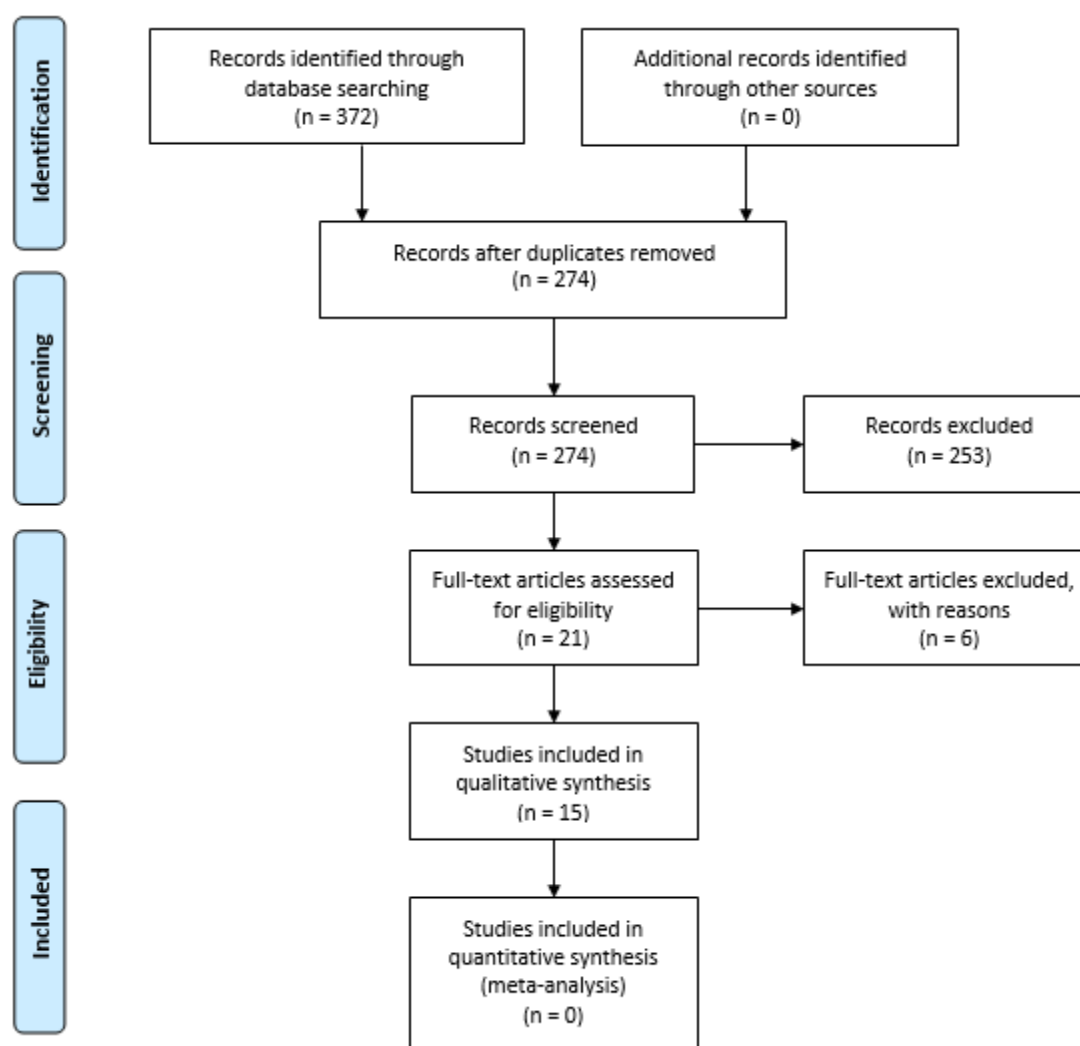 Identification
Records identified through
database searching
(n = 372)
Additional records identified
through other sources
(n = 0)
Records after duplicates removed
(n = 274)
Screening
Records screened
(n = 274)
Records excluded
(n = 253)
Eligibility
Full-text articles assessed
for eligibility
(n = 21)
Full-text articles excluded,
with reasons
(n = 6)
Studies included in
qualitative synthesis
(n = 15)
Included
Studies included in
quantitative synthesis
(meta-analysis)
(n = 0)